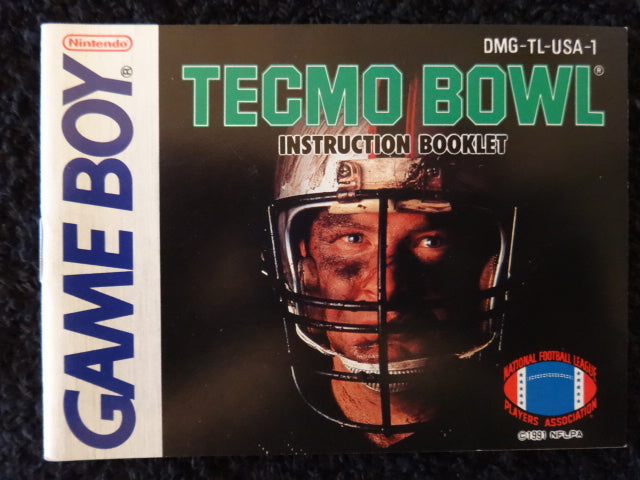 Nintendo®
GAME BOY
DMG-TL-USA-1
TECMO BOWL®
INSTRUCTION BOOKLET
NATIONAL FOOTBALL LEAGUE
PLAYERS ASSOCIATION
©1991 NFLPA